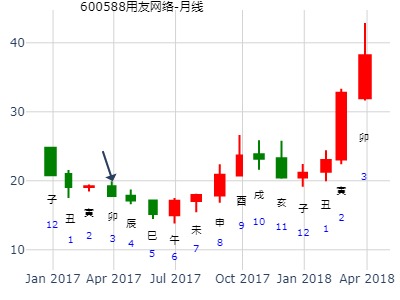 600588用友网络-月线
40
30
20
10
子 丑 寅 卯 辰 巳 午 未 申 酉 戌 亥 子 丑 寅 卯
12 1 2 3 4 5 6 7 8 9 10 11 12 1 2 3
Jan 2017 Apr 2017 Jul 2017 Oct 2017 Jan 2018 Apr 2018